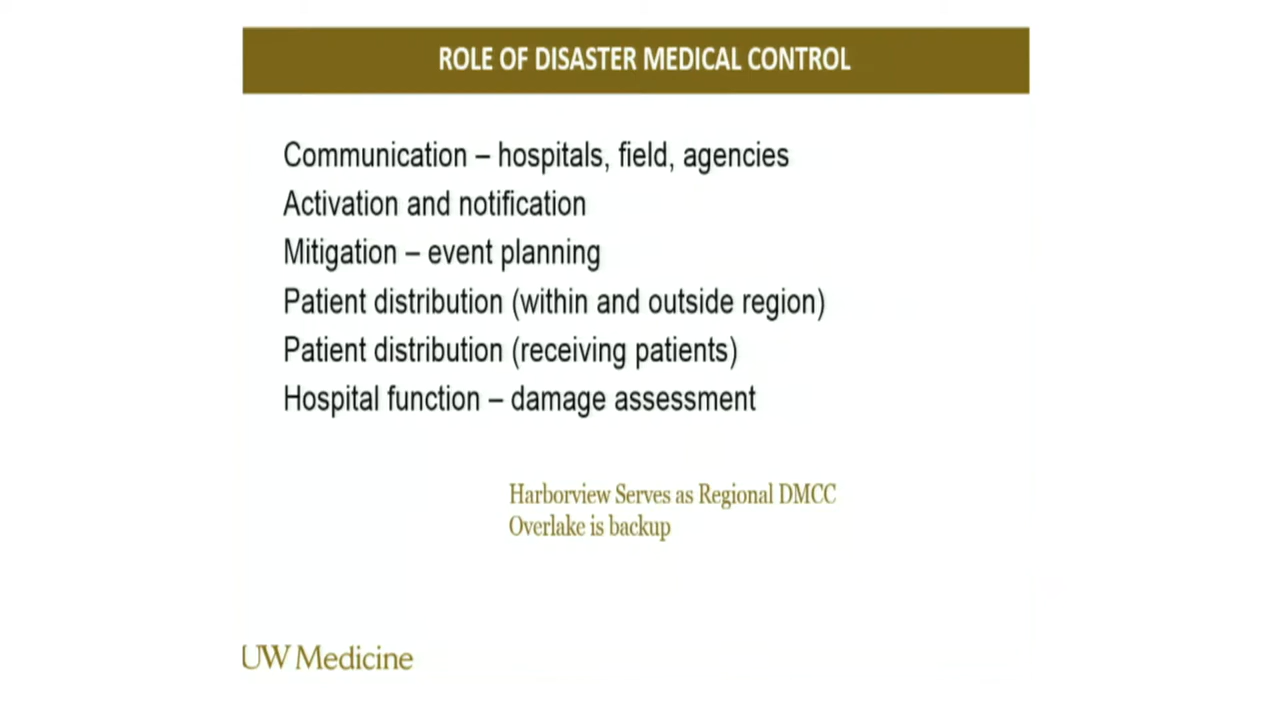 ROLE OF DISASTER MEDICAL CONTROL
Communication – hospitals, field, agencies
Activation and notification
Mitigation – event planning
Patient distribution (within and outside region)
Patient distribution (receiving patients)
Hospital function – damage assessment
Harborview Serves as Regional DMCC
Overlake is backup
UW Medicine